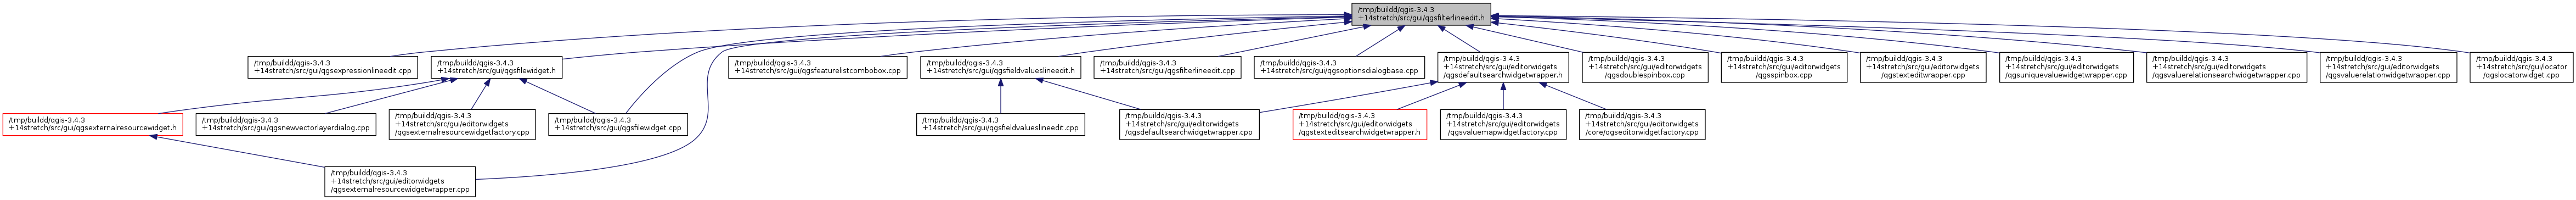 /tmp/buildd/qgis-3.4.3
+14stretch/src/gui/qgsfilterlineedit.h
/tmp/buildd/qgis-3.4.3
+14stretch/src/gui/qgsexpressionlineedit.cpp
/tmp/buildd/qgis-3.4.3
+14stretch/src/gui/qgsfilewidget.h
/tmp/buildd/qgis-3.4.3
+14stretch/src/gui/qgsfeaturelistcombobox.cpp
/tmp/buildd/qgis-3.4.3
+14stretch/src/gui/qgsfieldvalueslineedit.h
/tmp/buildd/qgis-3.4.3
+14stretch/src/gui/qgsfilterlineedit.cpp
/tmp/buildd/qgis-3.4.3
+14stretch/src/gui/qgsoptionsdialogbase.cpp
/tmp/buildd/qgis-3.4.3
+14stretch/src/gui/editorwidgets
/qgsdefaultsearchwidgetwrapper.h
/tmp/buildd/qgis-3.4.3
+14stretch/src/gui/editorwidgets
/qgsdoublespinbox.cpp
/tmp/buildd/qgis-3.4.3
+14stretch/src/gui/editorwidgets
/qgsspinbox.cpp
/tmp/buildd/qgis-3.4.3
+14stretch/src/gui/editorwidgets
/qgstexteditwrapper.cpp
/tmp/buildd/qgis-3.4.3
+14stretch/src/gui/editorwidgets
/qgsuniquevaluewidgetwrapper.cpp
/tmp/buildd/qgis-3.4.3
+14stretch/src/gui/editorwidgets
/qgsvaluerelationsearchwidgetwrapper.cpp
/tmp/buildd/qgis-3.4.3
+14stretch/src/gui/editorwidgets
/qgsvaluerelationwidgetwrapper.cpp
/tmp/buildd/qgis-3.4.3
+14stretch/src/gui/locator
/qgslocatorwidget.cpp
/tmp/buildd/qgis-3.4.3
+14stretch/src/gui/qgsexternalresourcewidget.h
/tmp/buildd/qgis-3.4.3
+14stretch/src/gui/qgsnewvectorlayerdialog.cpp
/tmp/buildd/qgis-3.4.3
+14stretch/src/gui/editorwidgets
/qgsexternalresourcewidgetfactory.cpp
/tmp/buildd/qgis-3.4.3
+14stretch/src/gui/qgsfilewidget.cpp
/tmp/buildd/qgis-3.4.3
+14stretch/src/gui/qgsfieldvalueslineedit.cpp
/tmp/buildd/qgis-3.4.3
+14stretch/src/gui/editorwidgets
/qgsdefaultsearchwidgetwrapper.cpp
/tmp/buildd/qgis-3.4.3
+14stretch/src/gui/editorwidgets
/qgstexteditsearchwidgetwrapper.h
/tmp/buildd/qgis-3.4.3
+14stretch/src/gui/editorwidgets
/qgsvaluemapwidgetfactory.cpp
/tmp/buildd/qgis-3.4.3
+14stretch/src/gui/editorwidgets
/core/qgseditorwidgetfactory.cpp
/tmp/buildd/qgis-3.4.3
+14stretch/src/gui/editorwidgets
/qgsexternalresourcewidgetwrapper.cpp